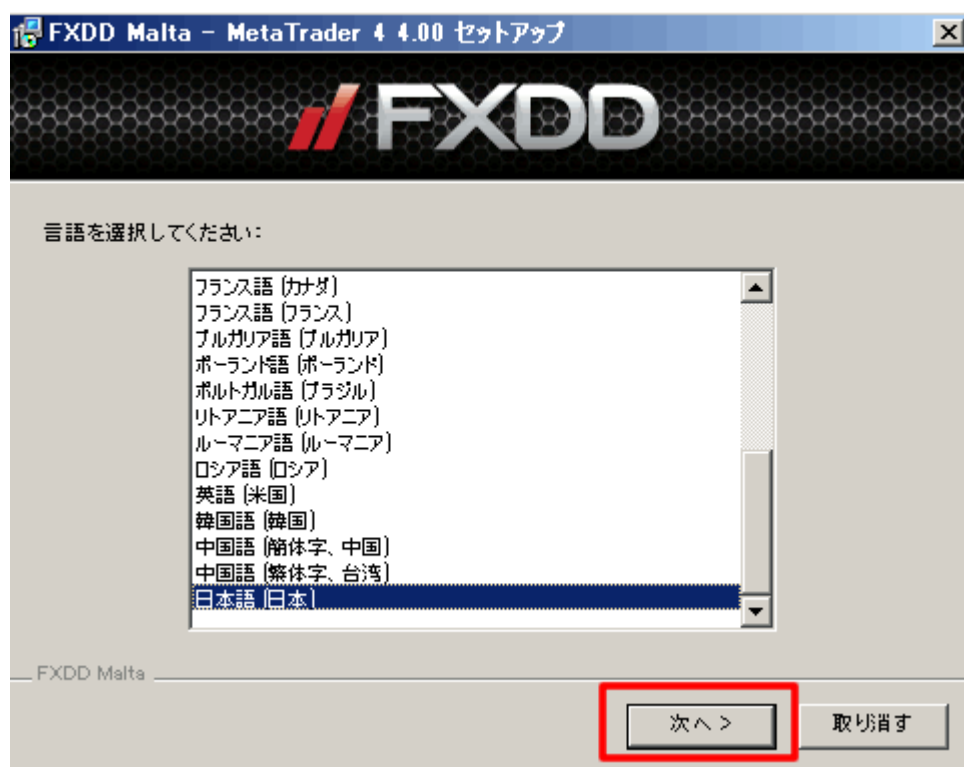 FXDD Malta - MetaTrader 4 4.00 セットアップ
FXDD
言語を選択してください:
フランス語 (カナダ)
フランス語 (フランス)
ブルガリア語 (ブルガリア)
ポーランド語 (ポーランド)
ポルトガル語 (ブラジル)
リトアニア語 (リトアニア)
ルーマニア語 (ルーマニア)
ロシア語 (ロシア)
英語 (米国)
韓国語 (韓国)
中国語 (簡体字、中国)
中国語 (繁体字、台湾)
日本語 (日本)
FXDD Malta
次へ >
取り消す